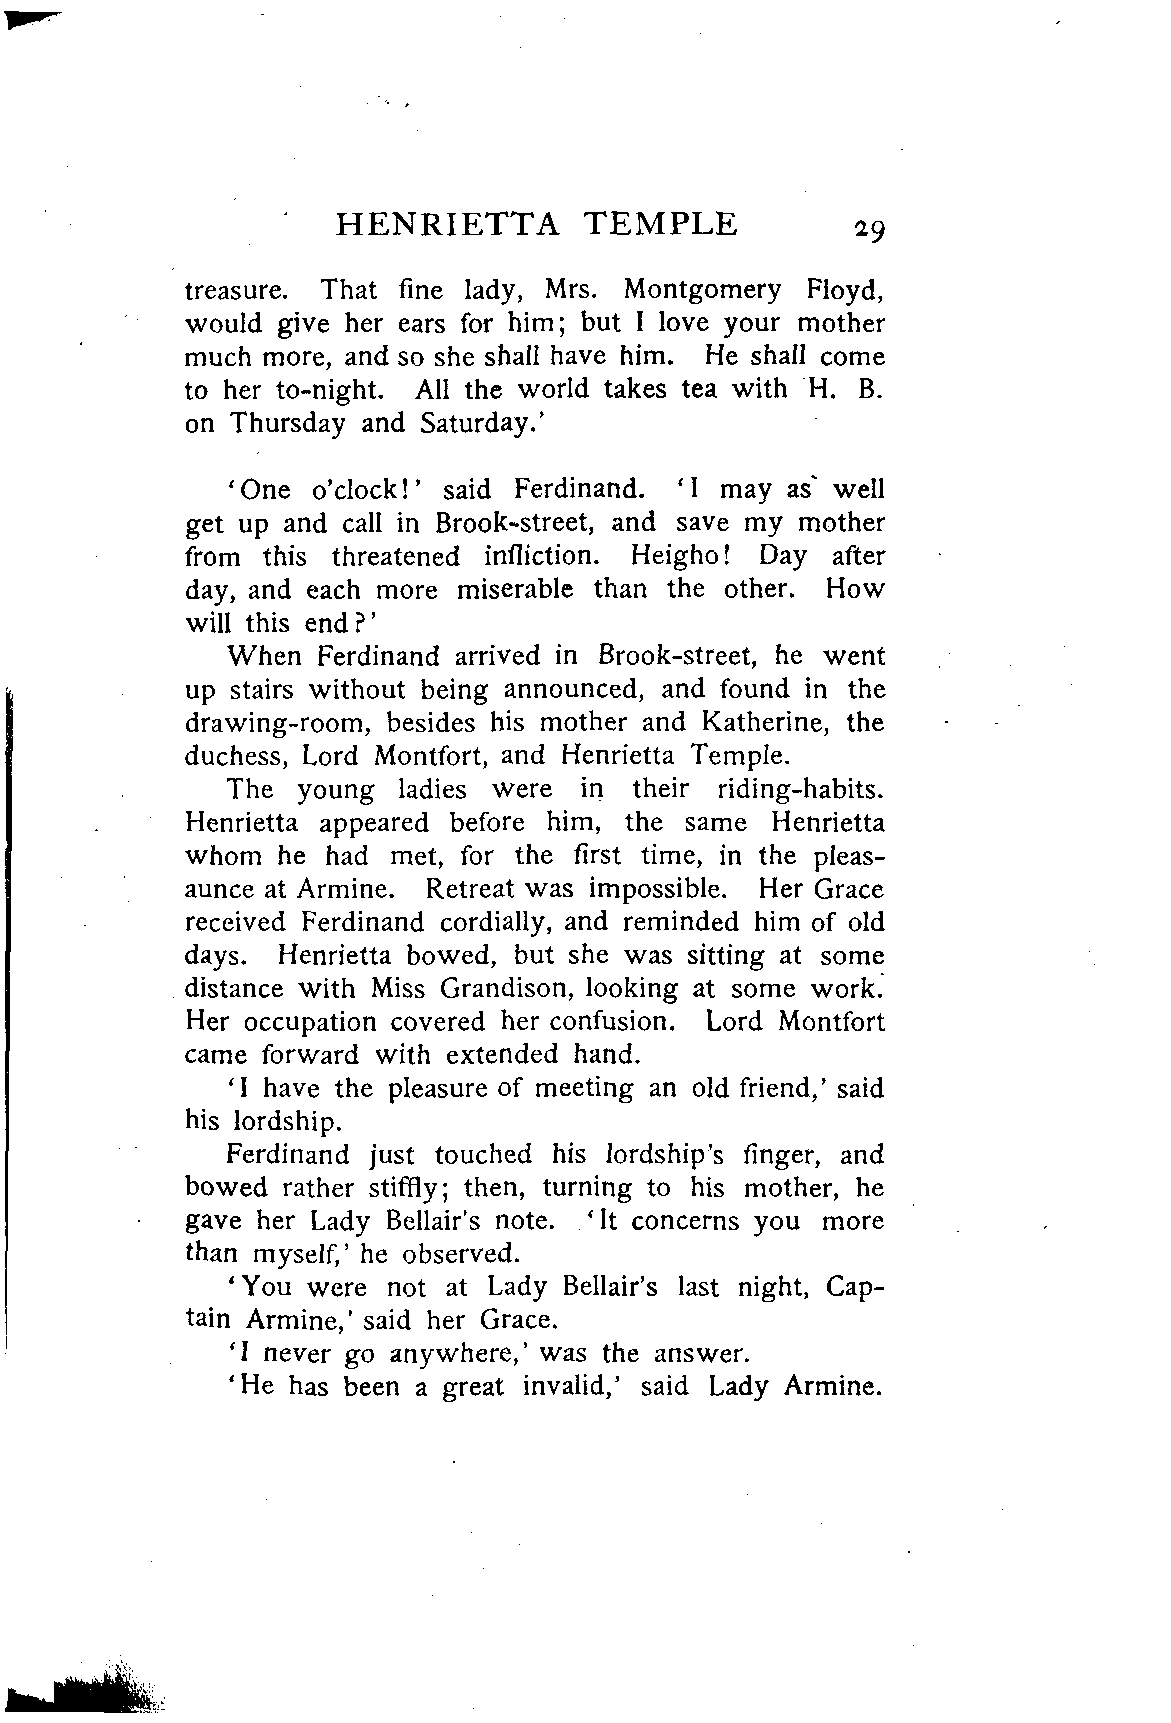 HENRIETTA TEMPLE 29
treasure. That fine lady, Mrs. Montgomery Floyd,
would give her ears for him; but I love your mother
much more, and so she shall have him. He shall come
to her to-night. All the world takes tea with H. B.
on Thursday and Saturday.’
‘One o’clock!’ said Ferdinand. ‘I may as well
get up and call in Brook-street, and save my mother
from this threatened infliction. Heigho! Day after
day, and each more miserable than the other. How
will this end?’
When Ferdinand arrived in Brook-street, he went
up stairs without being announced, and found in the
drawing-room, besides his mother and Katherine, the
duchess, Lord Montfort, and Henrietta Temple.
The young ladies were in their riding-habits.
Henrietta appeared before him, the same Henrietta
whom he had met, for the first time, in the pleas-
aunce at Armine. Retreat was impossible. Her Grace
received Ferdinand cordially, and reminded him of old
days. Henrietta bowed, but she was sitting at some
distance with Miss Grandison, looking at some work.
Her occupation covered her confusion. Lord Montfort
came forward with extended hand.
‘I have the pleasure of meeting an old friend,’ said
his lordship.
Ferdinand just touched his lordship’s finger, and
bowed rather stiffly; then, turning to his mother, he
gave her Lady Bellair’s note. ‘It concerns you more
than myself,’ he observed.
‘You were not at Lady Bellair’s last night, Cap-
tain Armine,’ said her Grace.
‘I never go anywhere,’ was the answer.
‘He has been a great invalid,’ said Lady Armine.